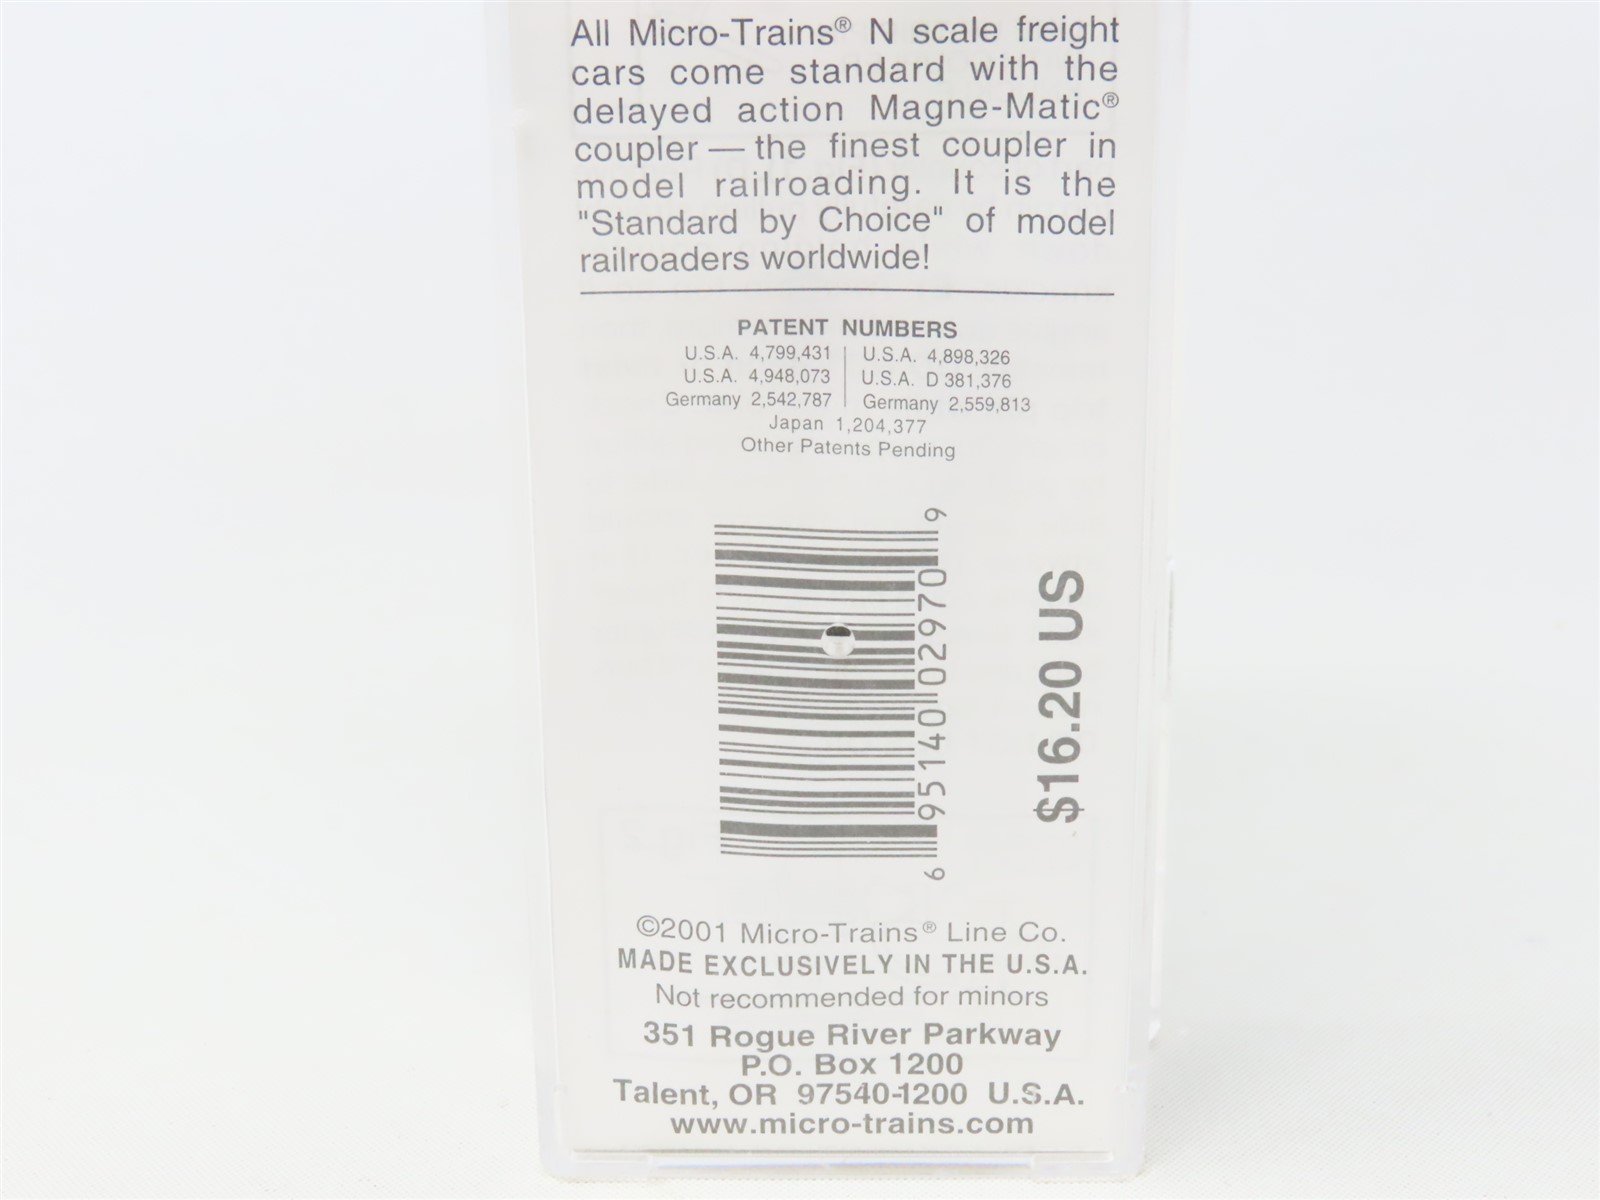 All Micro-Trains® N scale freight
cars come standard with the
delayed action Magne-Matic®
coupler — the finest coupler in
model railroading. It is the
"Standard by Choice" of model
railroaders worldwide!
PATENT NUMBERS
U.S.A. 4,799,431 | U.S.A. 4,898,326
U.S.A. 4,948,073 | U.S.A. D 381,376
Germany 2,542,787 | Germany 2,559,813
Japan 1,204,377
Other Patents Pending
6 95140 02970 9
$16.20 US
©2001 Micro-Trains® Line Co.
MADE EXCLUSIVELY IN THE U.S.A.
Not recommended for minors
351 Rogue River Parkway
P.O. Box 1200
Talent, OR 97540-1200 U.S.A.
www.micro-trains.com